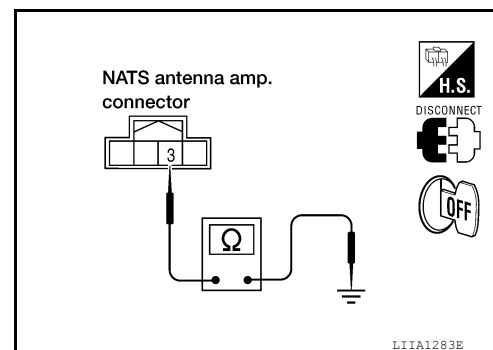 NATS antenna amp.
connector
H.S.
DISCONNECT
3
OFF
Ω
LIIA1283E